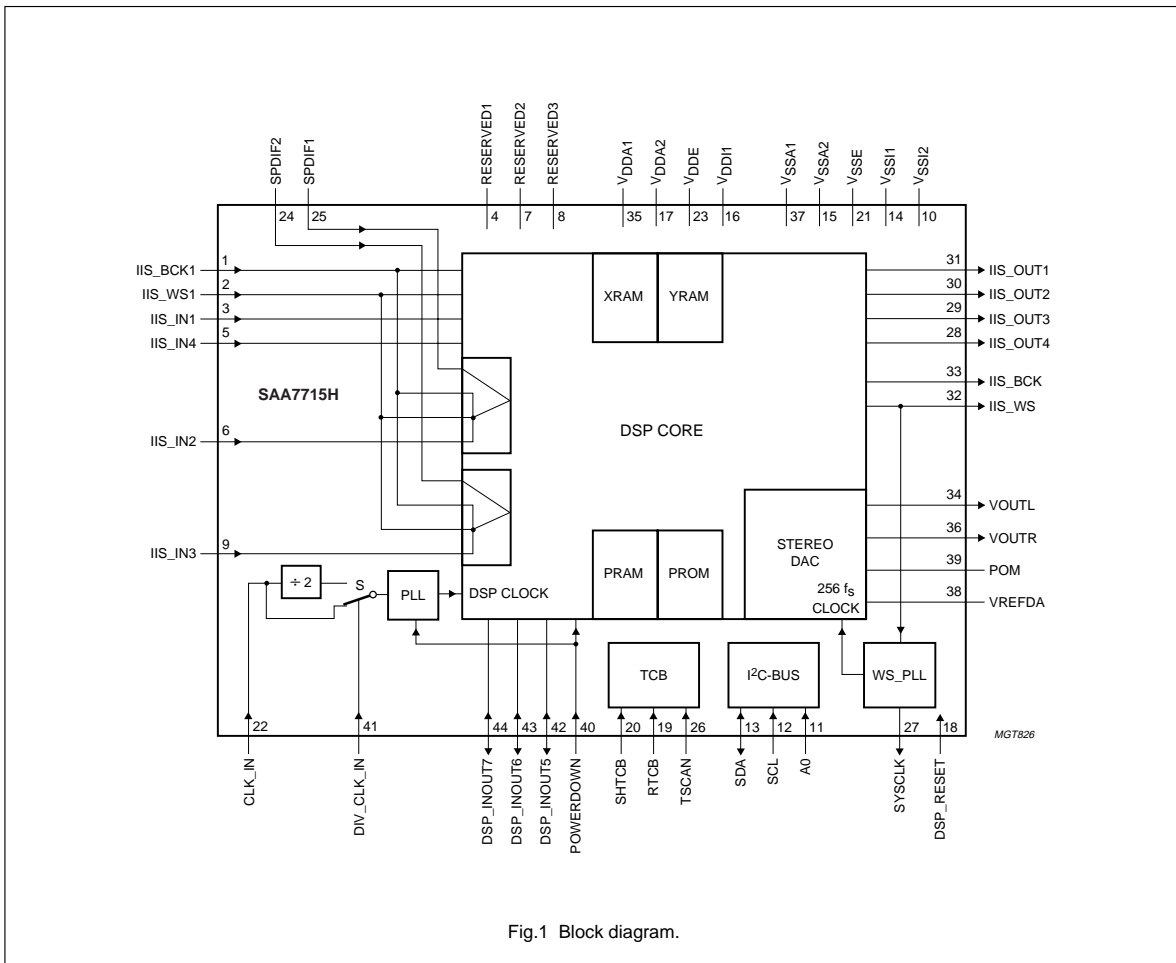 SPDIF2
SPDIF1
RESERVED1
RESERVED2
RESERVED3
VDDA1
VDDA2
VDDE
VDDI1
VSSA1
VSSA2
VSSE
VSSI1
VSSI2
24 25 4 7 8 35 17 23 16 37 15 21 14 10
IIS_BCK1 1
IIS_WS1 2
IIS_IN1 3
IIS_IN4 5
SAA7715H
IIS_IN2 6
IIS_IN3 9
XRAM YRAM
DSP CORE
PRAM PROM
STEREO
DAC
256 fs
CLOCK
31 IIS_OUT1
30 IIS_OUT2
29 IIS_OUT3
28 IIS_OUT4
33 IIS_BCK
32 IIS_WS
34 VOUTL
36 VOUTR
39 POM
38 VREFDA
÷ 2
S
PLL
DSP CLOCK
TCB
I2C-BUS
WS_PLL
22 41 44 43 42 40 20 19 26 13 12 11 27 18
CLK_IN
DIV_CLK_IN
DSP_INOUT7
DSP_INOUT6
DSP_INOUT5
POWERDOWN
SHTCB
RTCB
TSCAN
SDA
SCL
A0
SYSCLK
DSP_RESET
MGT826
Fig.1 Block diagram.